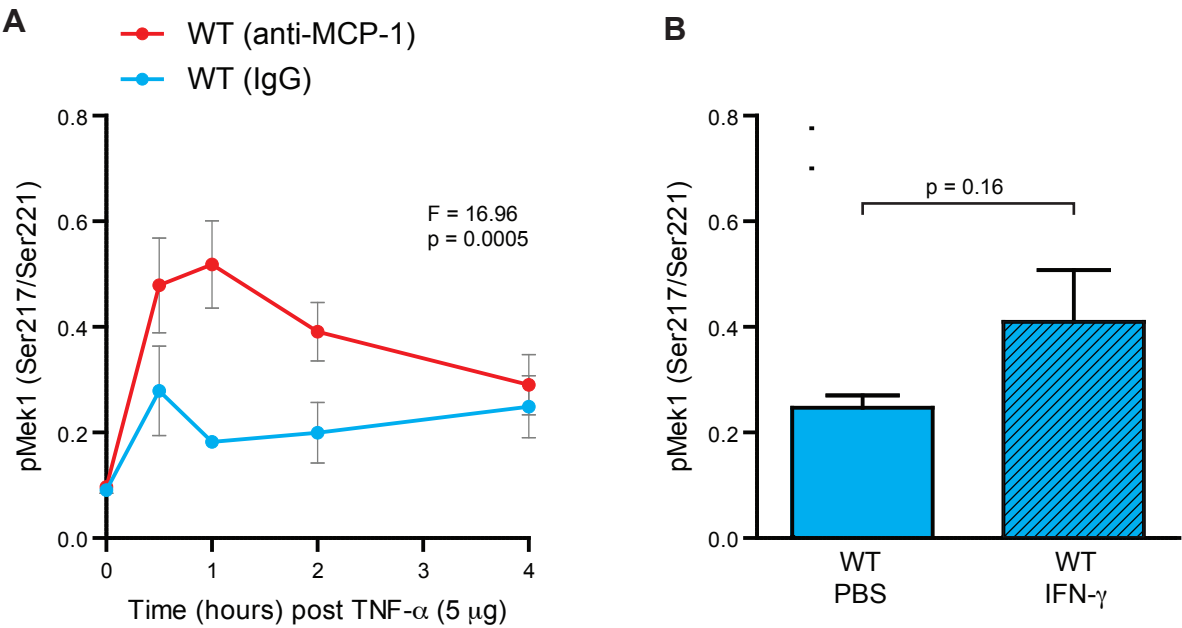 A
WT (anti-MCP-1)
WT (IgG)
pMek1 (Ser217/Ser221)
0.8
0.6
0.4
0.2
0.0
F = 16.96
p = 0.0005
0
1
2
3
4
Time (hours) post TNF-α (5 μg)
B
pMek1 (Ser217/Ser221)
0.8
0.6
0.4
0.2
0.0
p = 0.16
WT
PBS
WT
IFN-γ